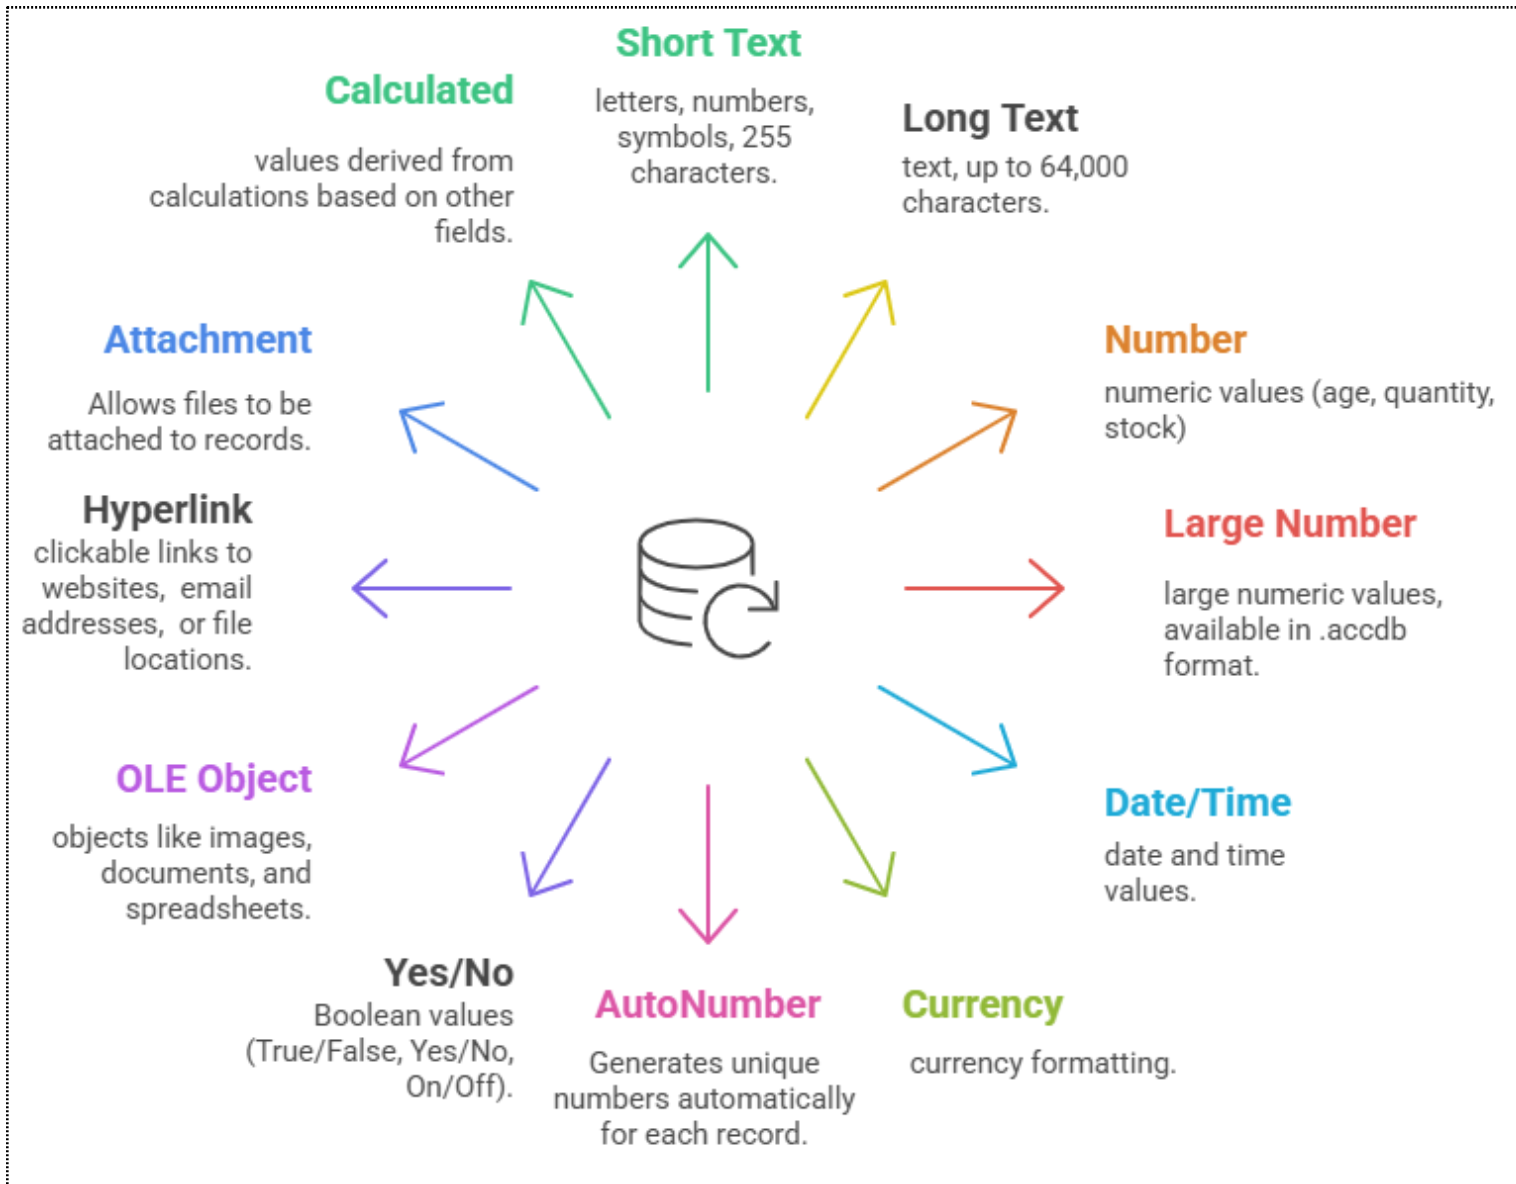 Short Text
letters, numbers,
symbols, 255
characters.
Long Text
text, up to 64,000
characters.
Number
numeric values (age, quantity,
stock)
Large Number
large numeric values,
available in .accdb
format.
Date/Time
date and time
values.
Currency
currency formatting.
AutoNumber
Generates unique
numbers automatically
for each record.
Yes/No
Boolean values
(True/False, Yes/No,
On/Off).
OLE Object
objects like images,
documents, and
spreadsheets.
Hyperlink
clickable links to
websites,  email
addresses,  or file
locations.
Attachment
Allows files to be
attached to records.
Calculated
values derived from
calculations based on other
fields.